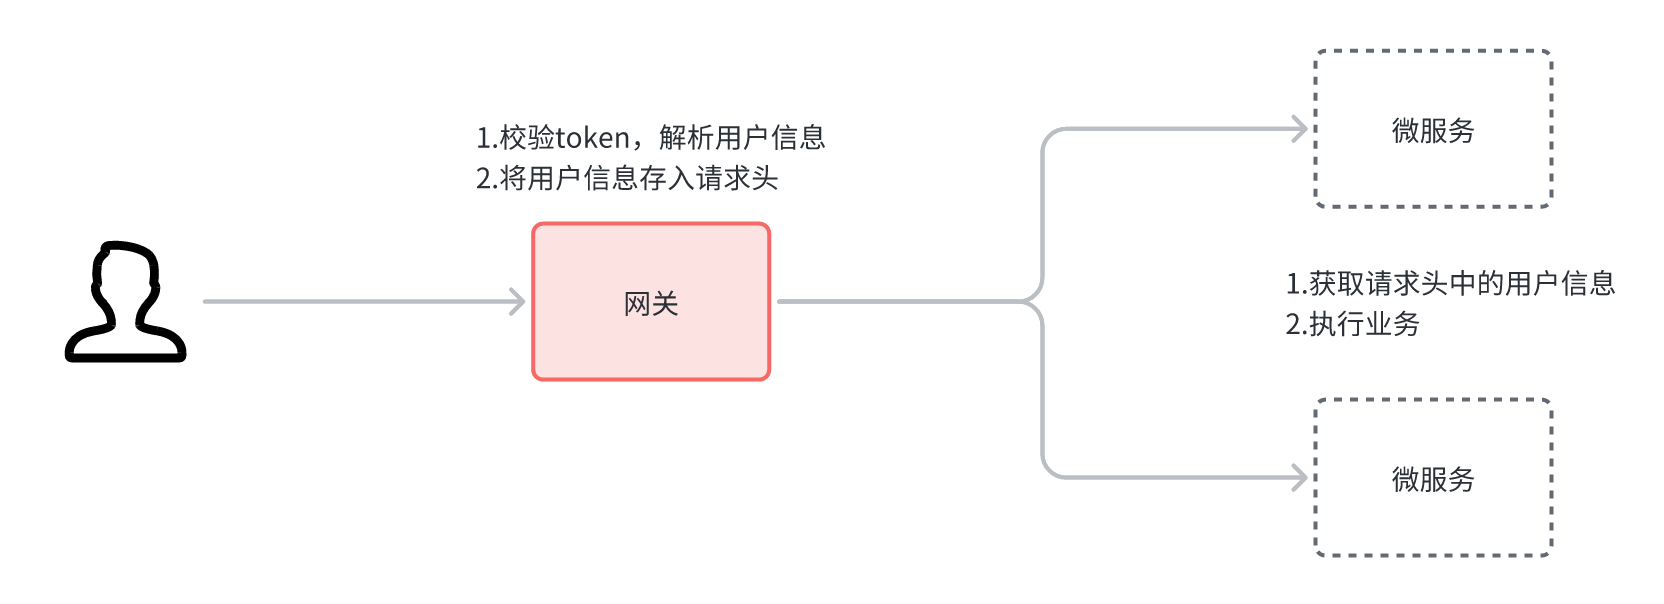 1.校验token，解析用户信息
2.将用户信息存入请求头
网关
微服务
1.获取请求头中的用户信息
2.执行业务
微服务